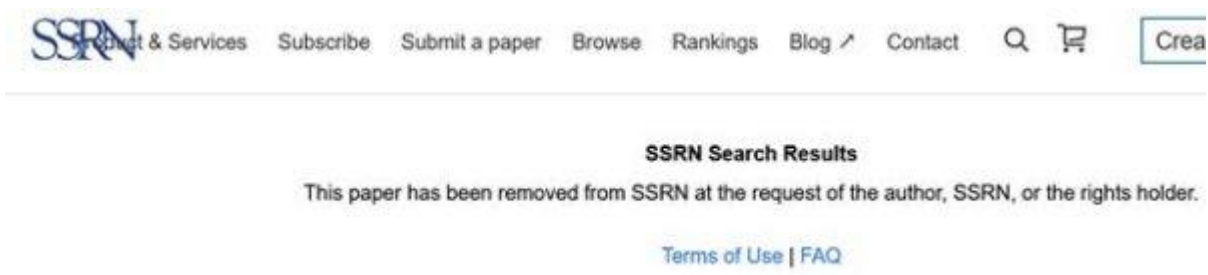 SSRN Product & Services Subscribe Submit a paper Browse Rankings Blog ↗ Contact Crea
SSRN Search Results
This paper has been removed from SSRN at the request of the author, SSRN, or the rights holder.
Terms of Use | FAQ